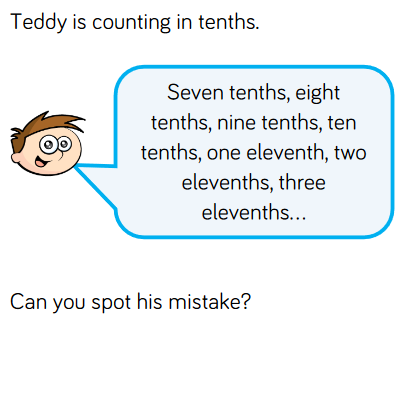 Teddy is counting in tenths.
Seven tenths, eight
tenths, nine tenths, ten
tenths, one eleventh, two
elevenths, three
elevenths...
Can you spot his mistake?